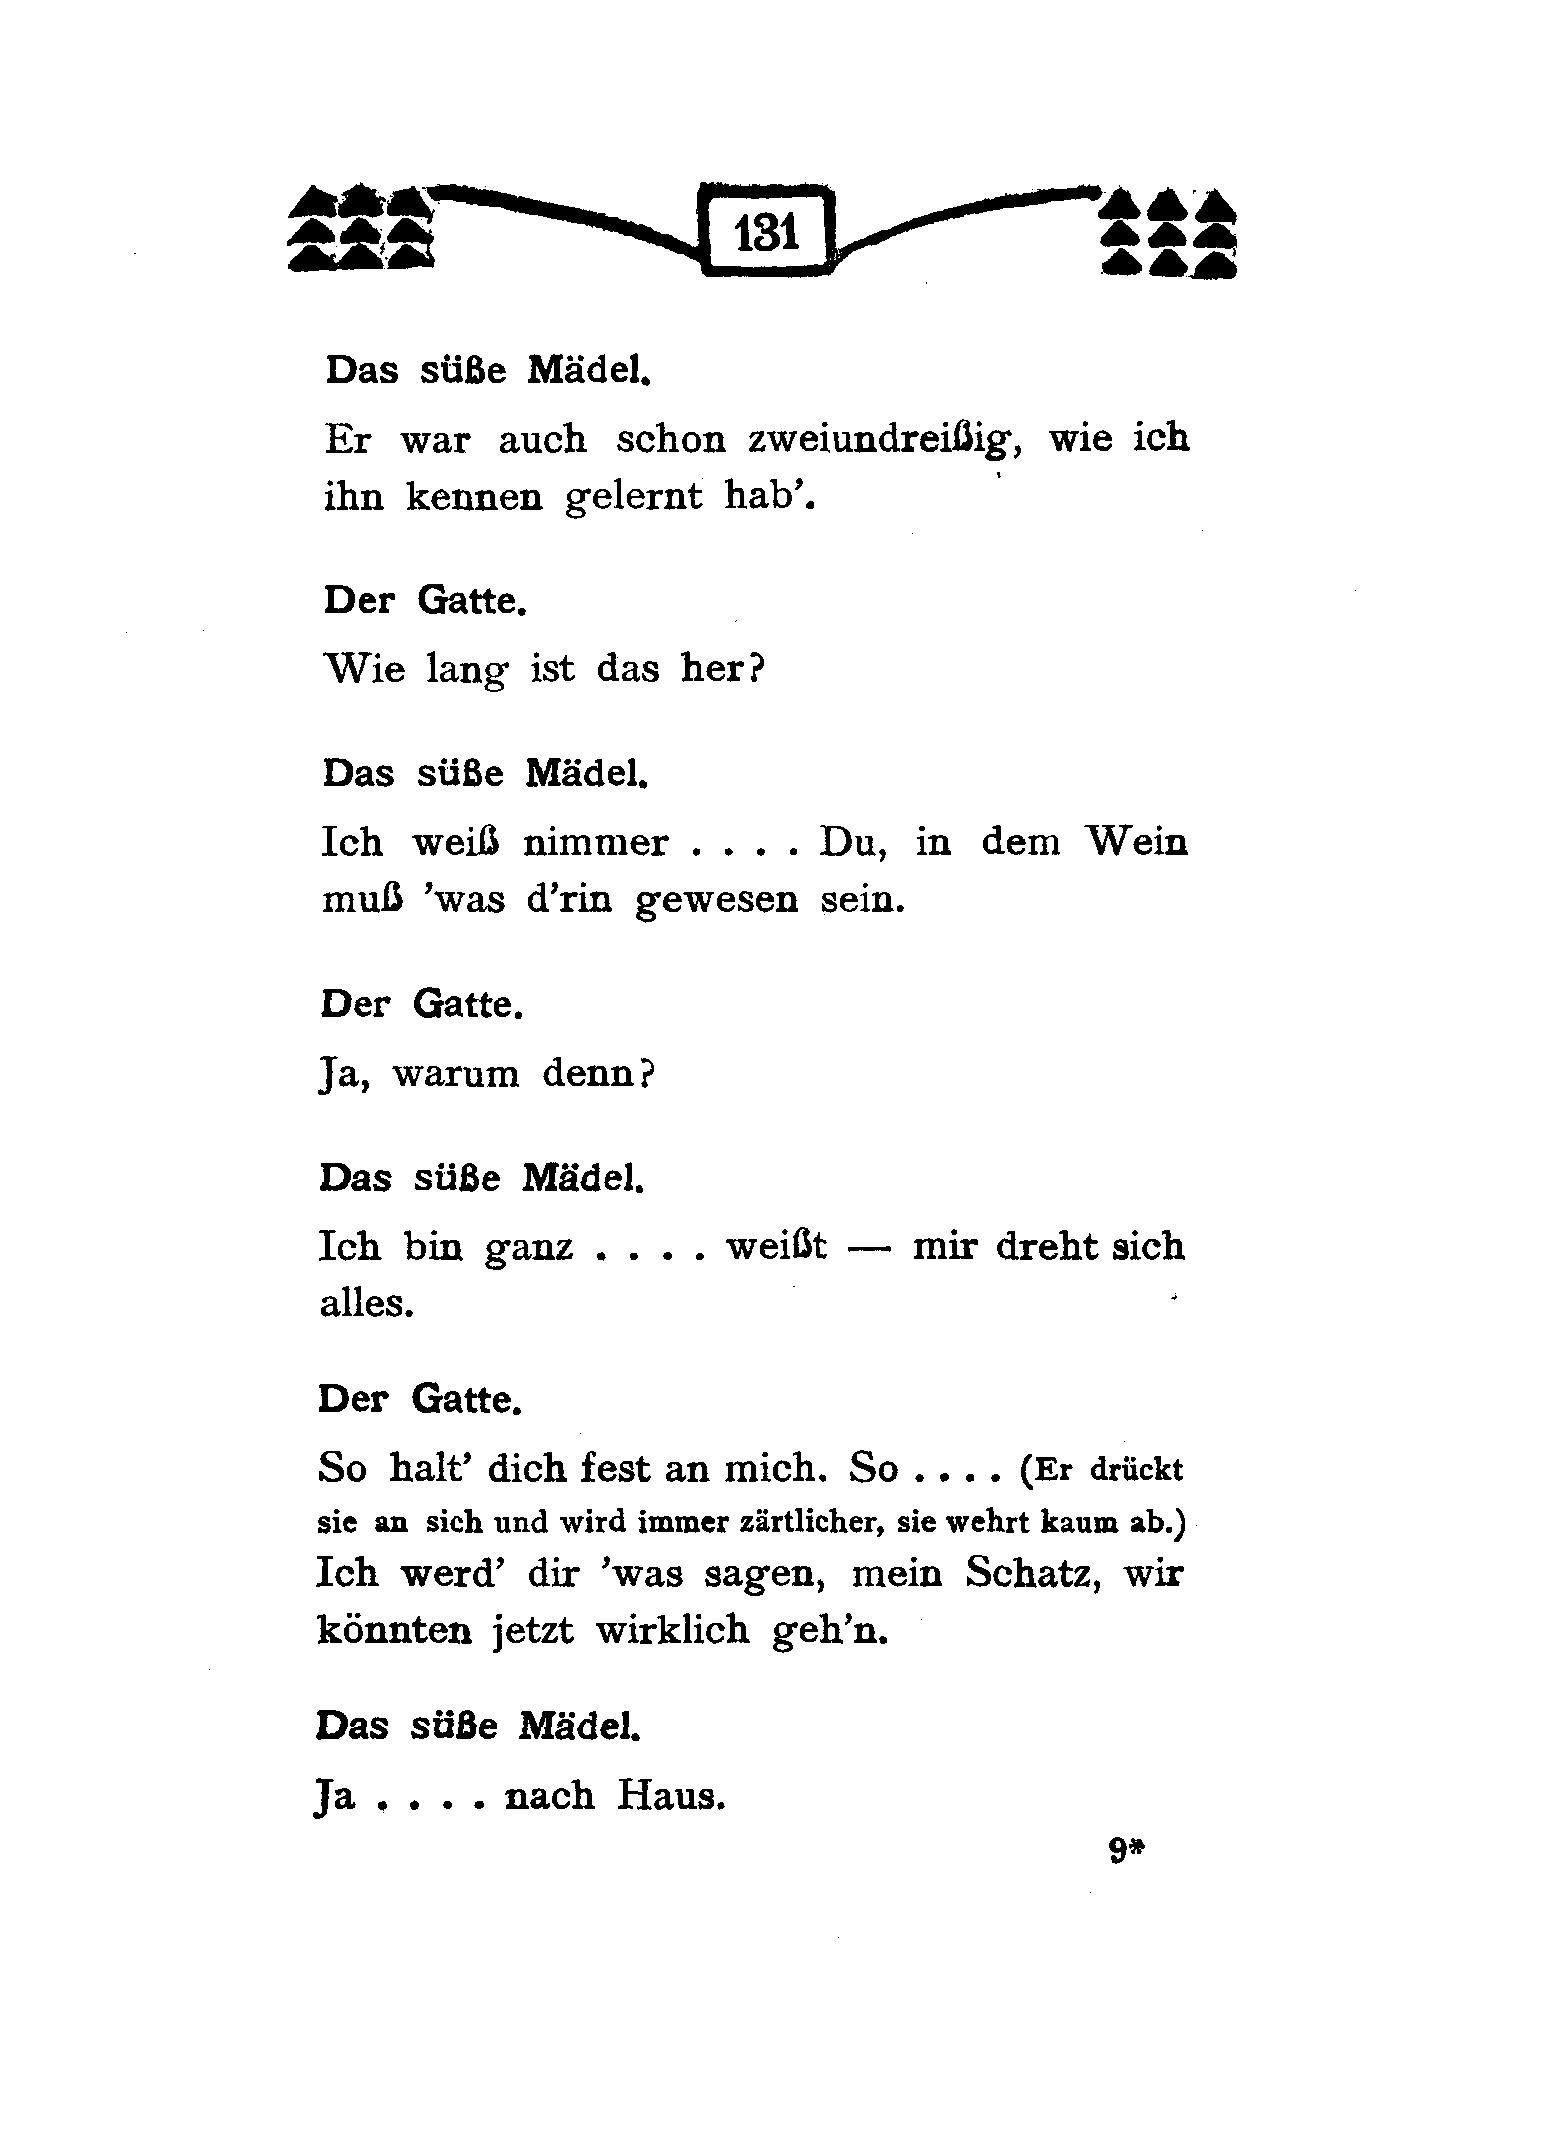 131
Das süße Mädel.
Er war auch schon zweiundreißig, wie ich
ihn kennen gelernt hab’.
Der Gatte.
Wie lang ist das her?
Das süße Mädel.
Ich weiß nimmer . . . . Du, in dem Wein
muß ’was d’rin gewesen sein.
Der Gatte.
Ja, warum denn?
Das süße Mädel.
Ich bin ganz . . . . weißt — mir dreht sich
alles.
Der Gatte.
So halt’ dich fest an mich. So . . . . (Er drückt
sie an sich und wird immer zärtlicher, sie wehrt kaum ab.)
Ich werd’ dir ’was sagen, mein Schatz, wir
könnten jetzt wirklich geh’n.
Das süße Mädel.
Ja . . . . nach Haus.
9*